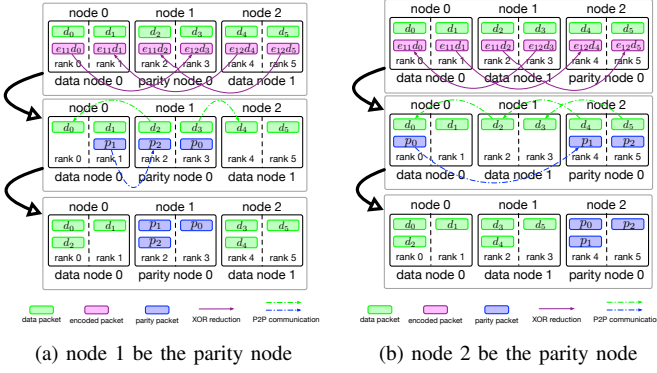 node 0 node 1 node 2
d0 d1 d2 d3 d4 d5
e11d0 e11d1 e11d2 e12d3 e12d4 e12d5
rank 0 rank 1 rank 2 rank 3 rank 4 rank 5
data node 0 parity node 0 data node 1
node 0 node 1 node 2
d0 d1 d2 d3 d4 d5
p1 p2 p0
rank 0 rank 1 rank 2 rank 3 rank 4 rank 5
data node 0 parity node 0 data node 1
node 0 node 1 node 2
d0 d1 p1 p0 d3 d5
d2 p2 d4
rank 0 rank 1 rank 2 rank 3 rank 4 rank 5
data node 0 parity node 0 data node 1
data packet encoded packet parity packet XOR reduction P2P communication
(a) node 1 be the parity node
node 0 node 1 node 2
d0 d1 d2 d3 d4 d5
e11d0 e11d1 e11d2 e12d3 e12d4 e12d5
rank 0 rank 1 rank 2 rank 3 rank 4 rank 5
data node 0 data node 1 parity node 0
node 0 node 1 node 2
d0 d1 d2 d3 d4 d5
p0 p1 p2
rank 0 rank 1 rank 2 rank 3 rank 4 rank 5
data node 0 data node 1 parity node 0
node 0 node 1 node 2
d0 d1 d3 d5 p0 p2
d2 d4 p1
rank 0 rank 1 rank 2 rank 3 rank 4 rank 5
data node 0 data node 1 parity node 0
data packet encoded packet parity packet XOR reduction P2P communication
(b) node 2 be the parity node